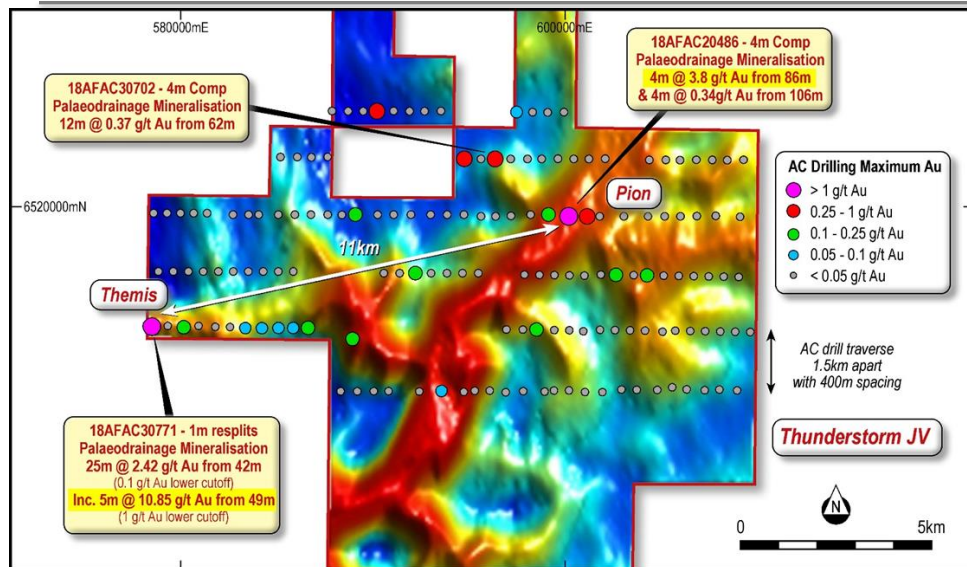 580000mE
600000mE
18AFAC20486 - 4m Comp
Palaeodrainage Mineralisation
4m @ 3.8 g/t Au from 86m
& 4m @ 0.34g/t Au from 106m
18AFAC30702 - 4m Comp
Palaeodrainage Mineralisation
12m @ 0.37 g/t Au from 62m
AC Drilling Maximum Au
> 1 g/t Au
0.25 - 1 g/t Au
0.1 - 0.25 g/t Au
0.05 - 0.1 g/t Au
< 0.05 g/t Au
Pion
6520000mN
11km
Themis
AC drill traverse
1.5km apart
with 400m spacing
18AFAC30771 - 1m resplits
Palaeodrainage Mineralisation
25m @ 2.42 g/t Au from 42m
(0.1 g/t Au lower cutoff)
Inc. 5m @ 10.85 g/t Au from 49m
(1 g/t Au lower cutoff)
Thunderstorm JV
N
0
5km